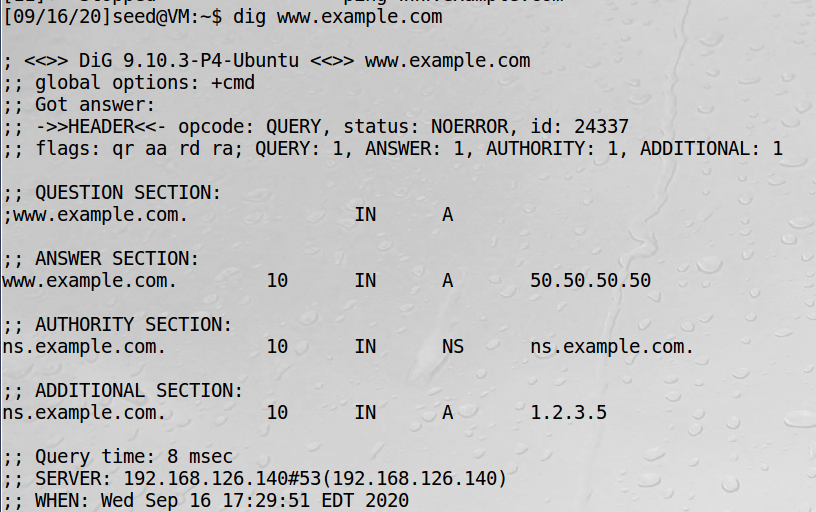 [09/16/20]seed@VM:~$ dig www.example.com
; <<>> DiG 9.10.3-P4-Ubuntu <<>> www.example.com
;; global options: +cmd
;; Got answer:
;; ->>HEADER<<- opcode: QUERY, status: NOERROR, id: 24337
;; flags: qr aa rd ra; QUERY: 1, ANSWER: 1, AUTHORITY: 1, ADDITIONAL: 1
;; QUESTION SECTION:
;www.example.com. IN A
;; ANSWER SECTION:
www.example.com. 10 IN A 50.50.50.50
;; AUTHORITY SECTION:
ns.example.com. 10 IN NS ns.example.com.
;; ADDITIONAL SECTION:
ns.example.com. 10 IN A 1.2.3.5
;; Query time: 8 msec
;; SERVER: 192.168.126.140#53(192.168.126.140)
;; WHEN: Wed Sep 16 17:29:51 EDT 2020